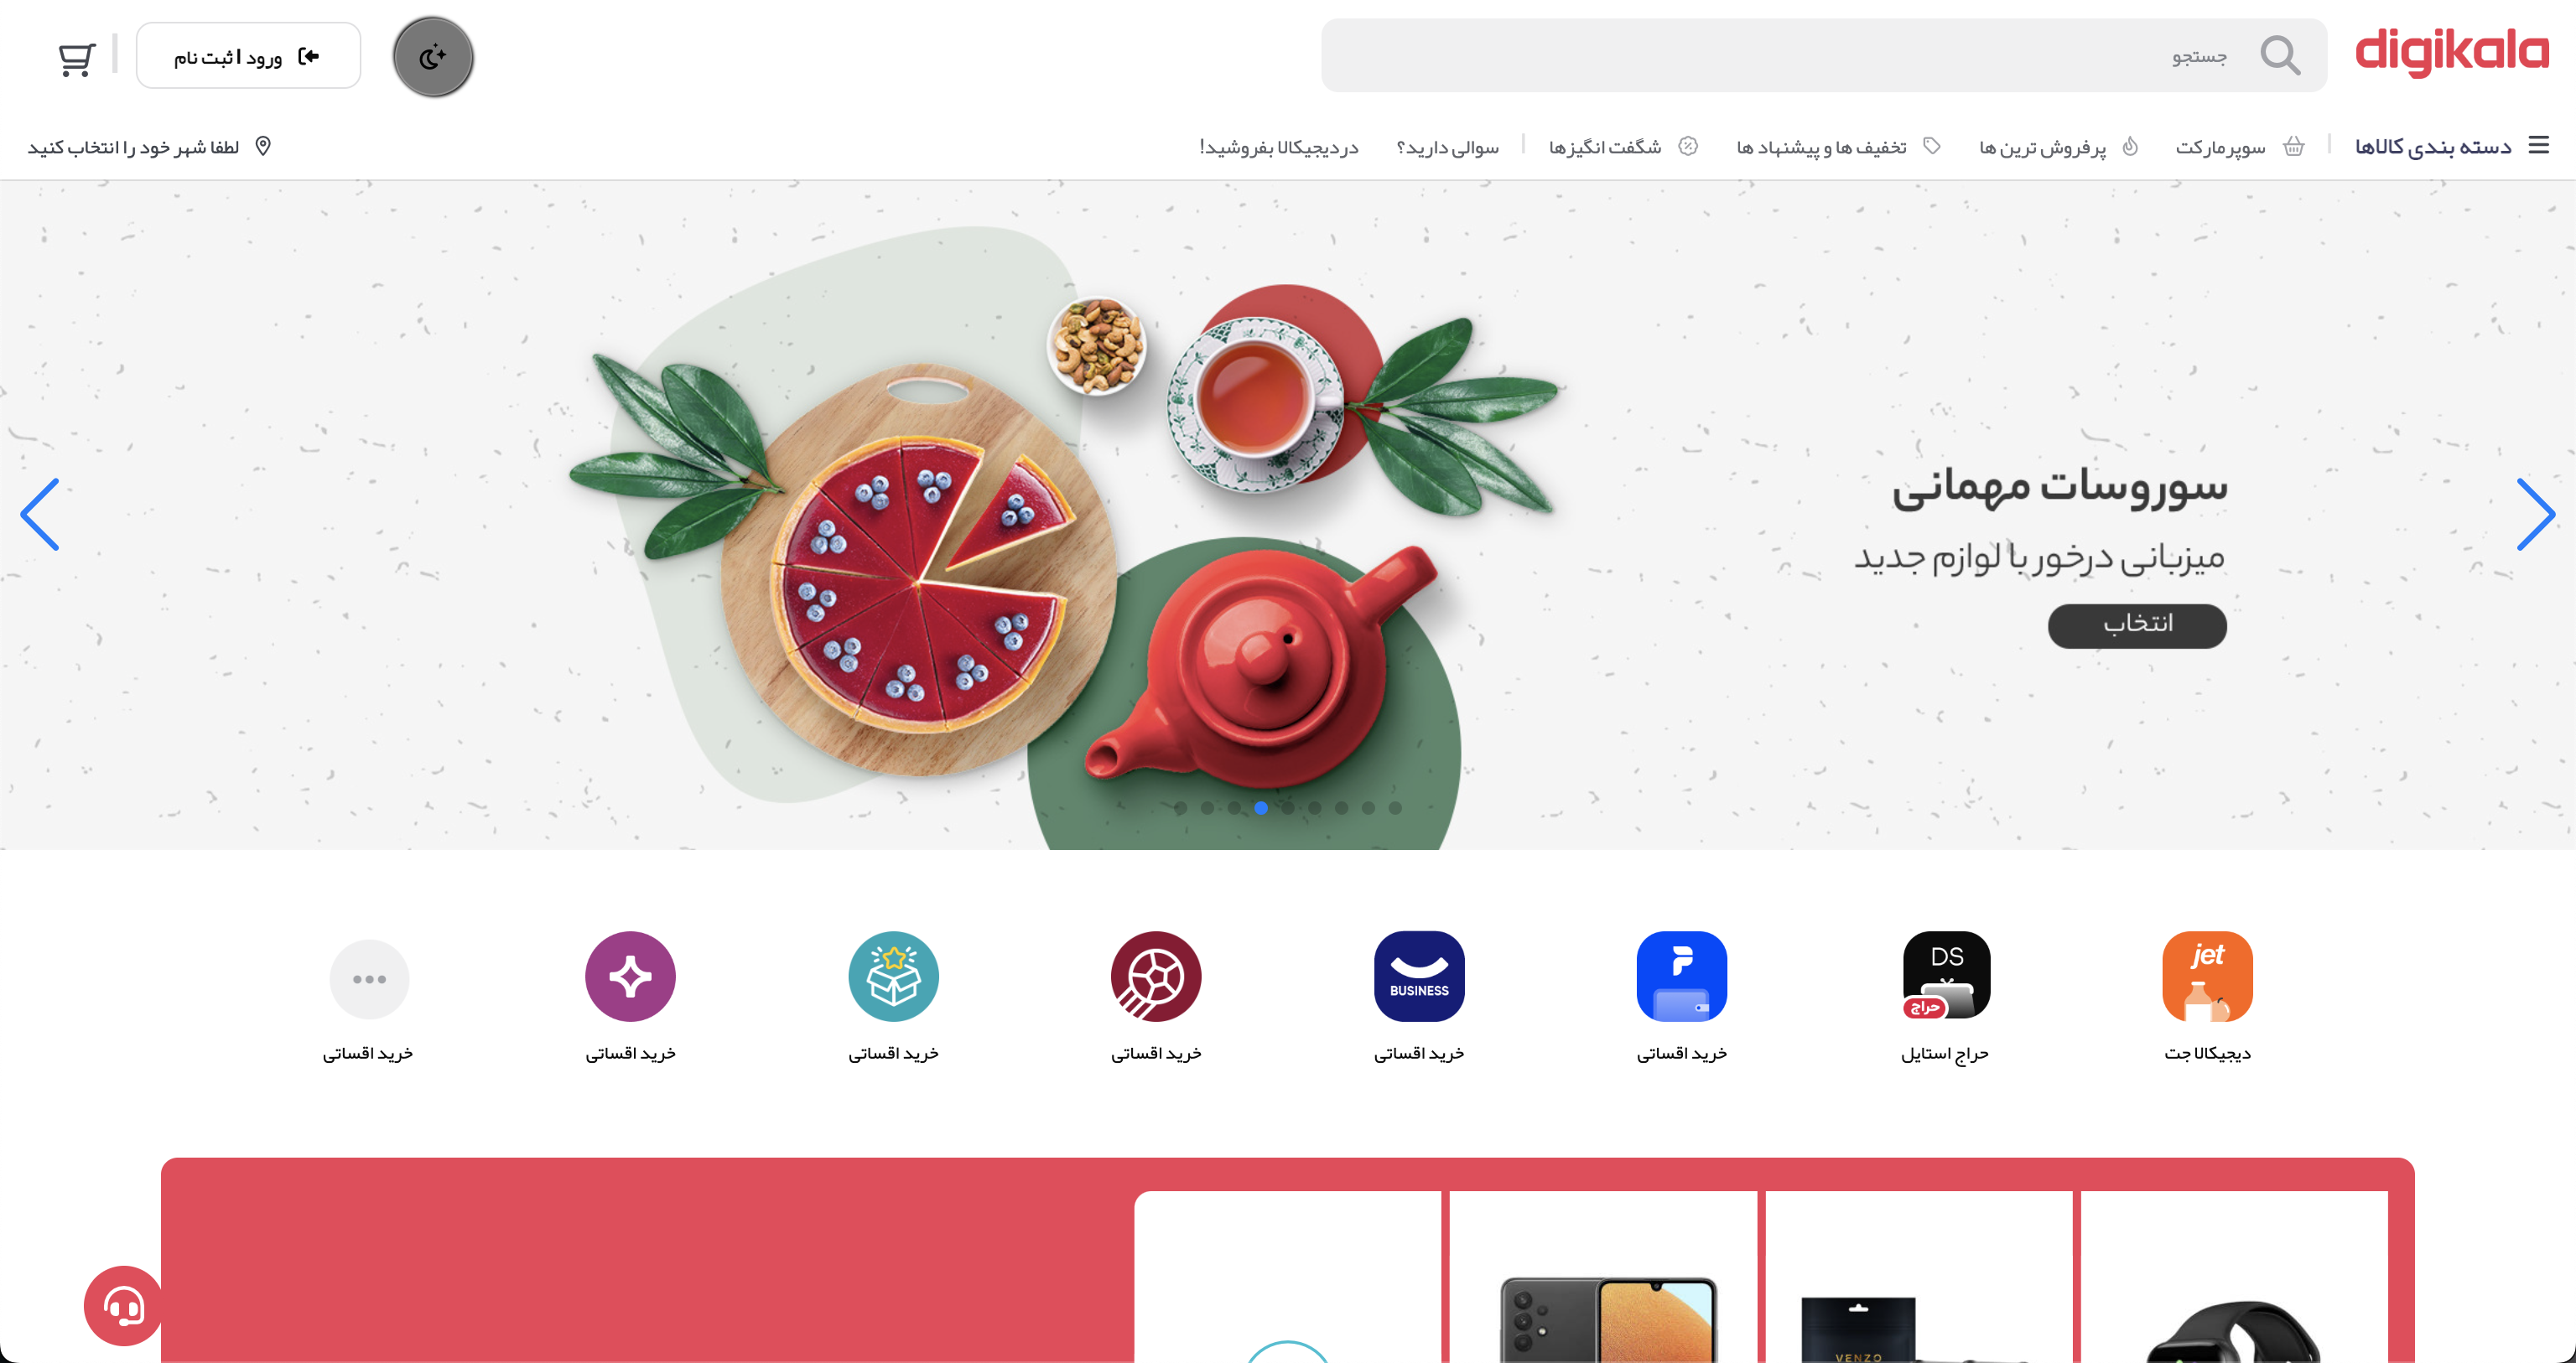 digikala
جستجو
ورود | ثبت نام
دسته بندی کالاها
سوپرمارکت
پرفروش ترین ها
تخفیف ها و پیشنهاد ها
شگفت انگیزها
سوالی دارید؟
در دیجیکالا بفروشید!
لطفا شهر خود را انتخاب کنید
سوروسات مهمانی
میزبانی درخور با لوازم جدید
انتخاب
jet
DS
حراج
BUSINESS
دیجیکالا جت
حراج استایل
خرید اقساتی
خرید اقساتی
خرید اقساتی
خرید اقساتی
خرید اقساتی
خرید اقساتی
VENZO